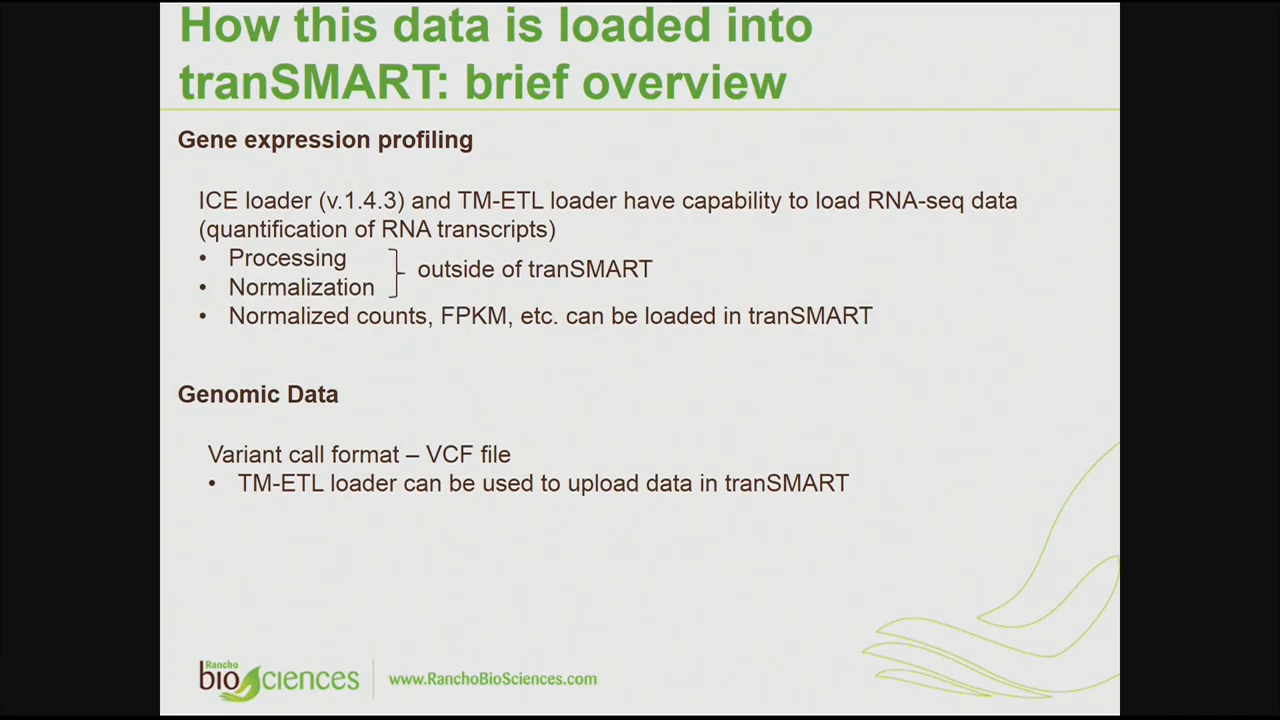 How this data is loaded into
tranSMART: brief overview
Gene expression profiling
ICE loader (v.1.4.3) and TM-ETL loader have capability to load RNA-seq data
(quantification of RNA transcripts)
• Processing
• Normalization
outside of tranSMART
• Normalized counts, FPKM, etc. can be loaded in tranSMART
Genomic Data
Variant call format – VCF file
• TM-ETL loader can be used to upload data in tranSMART
Rancho
bioSciences
www.RanchoBioSciences.com